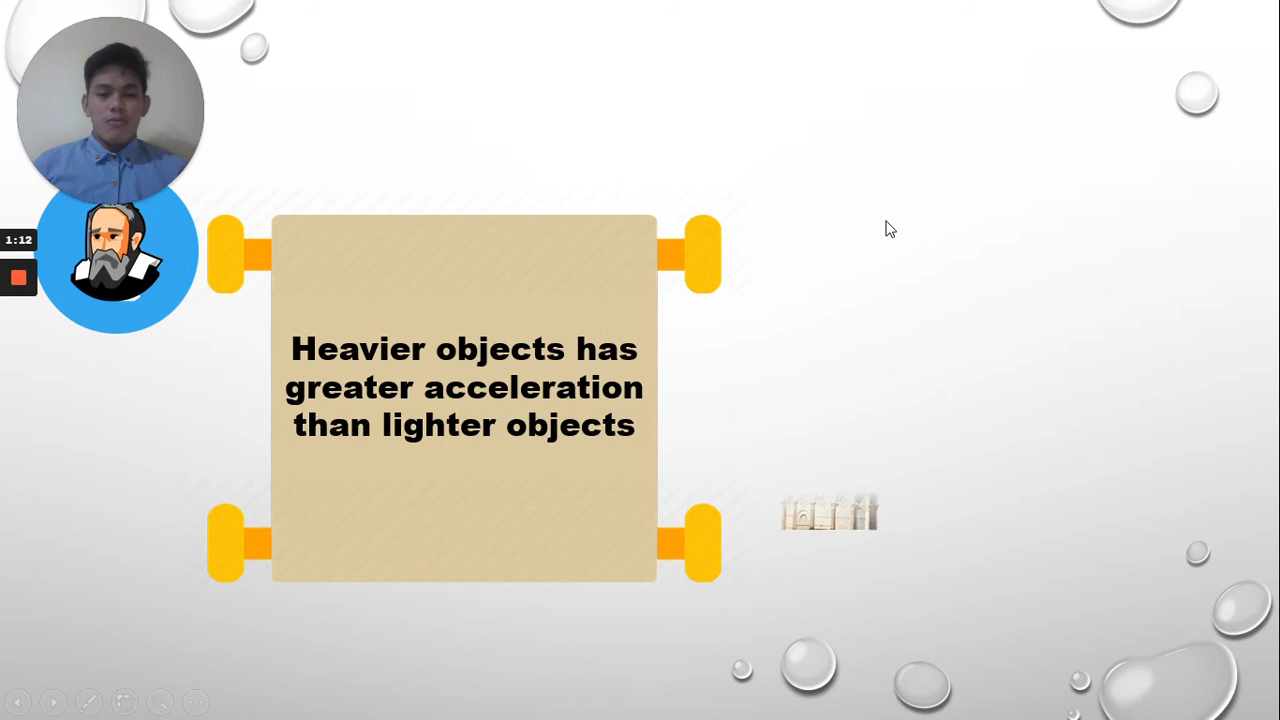 1:12
Heavier objects has
greater acceleration
than lighter objects